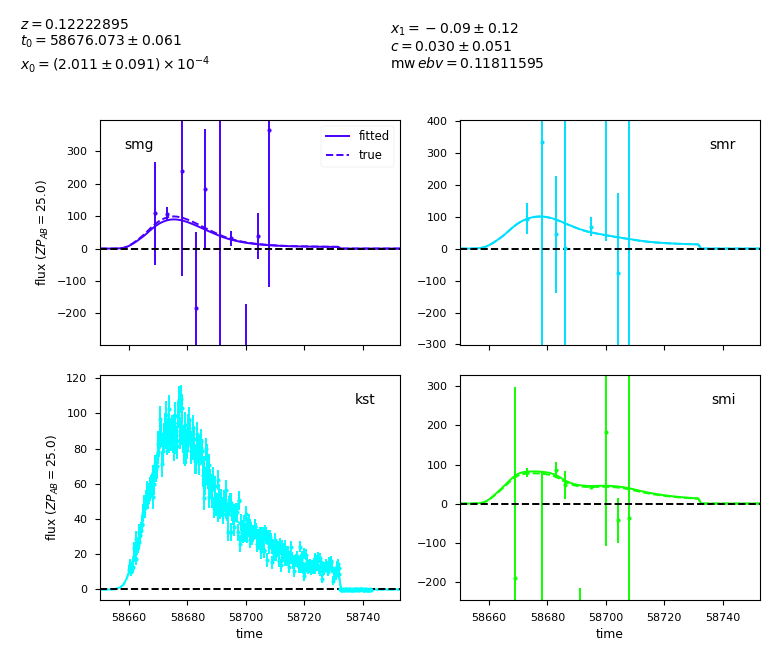 z = 0.12222895
t0 = 58676.073 ± 0.061
x0 = (2.011 ± 0.091) × 10^−4
x1 = −0.09 ± 0.12
c = 0.030 ± 0.051
mwebv = 0.11811595
smg
fitted
true
300
200
100
0
−100
−200
flux (ZP_AB = 25.0)
smr
400
300
200
100
0
−100
−200
−300
kst
120
100
80
60
40
20
0
flux (ZP_AB = 25.0)
58660 58680 58700 58720 58740
time
smi
300
200
100
0
−100
−200
58660 58680 58700 58720 58740
time